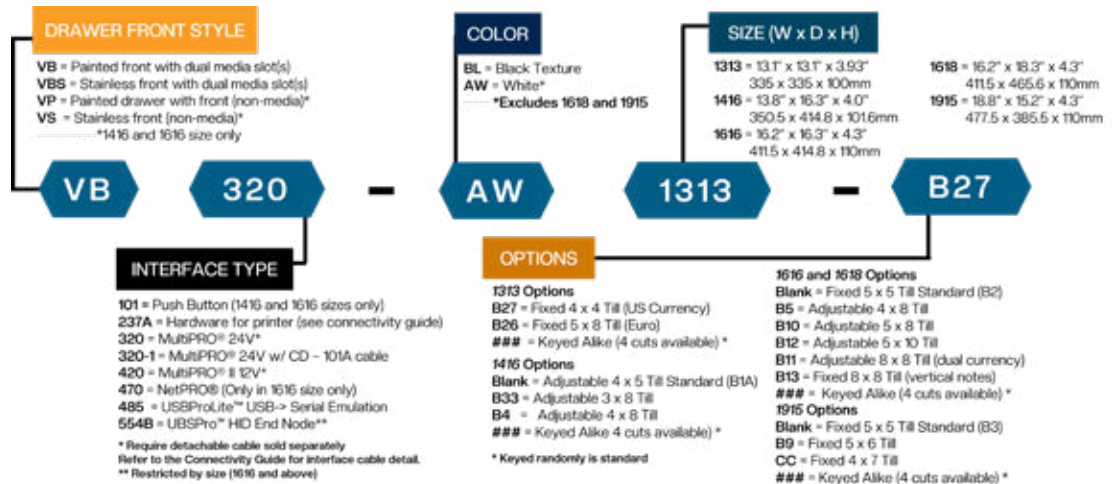 DRAWER FRONT STYLE
VB = Painted front with dual media slot(s)
VBS = Stainless front with dual media slot(s)
VP = Painted drawer with front (non-media)*
VS = Stainless front (non-media)*
*1416 and 1616 size only
COLOR
BL = Black Texture
AW = White*
*Excludes 1618 and 1915
SIZE (W x D x H)
1313 = 13.1" x 13.1" x 3.93"
335 x 335 x 100mm
1416 = 13.8" x 16.3" x 4.0"
350.5 x 414.8 x 101.6mm
1616 = 16.2" x 16.3" x 4.3"
411.5 x 414.8 x 110mm
1618 = 16.2" x 18.3" x 4.3"
411.5 x 465.6 x 110mm
1915 = 18.8" x 15.2" x 4.3"
477.5 x 385.5 x 110mm
VB 320 - AW 1313 - B27
INTERFACE TYPE
101 = Push Button (1416 and 1616 sizes only)
237A = Hardware for printer (see connectivity guide)
320 = MultiPRO® 24V*
320-1 = MultiPRO® 24V w/ CD - 101A cable
420 = MultiPRO® II 12V*
470 = NetPRO® (Only in 1616 size only)
485 = USBProLite™ USB-> Serial Emulation
554B = UBSPro™ HID End Node**
* Require detachable cable sold separately
Refer to the Connectivity Guide for interface cable detail.
** Restricted by size (1616 and above)
OPTIONS
1313 Options
B27 = Fixed 4 x 4 Till (US Currency)
B26 = Fixed 5 x 8 Till (Euro)
### = Keyed Alike (4 cuts available) *
1416 Options
Blank = Adjustable 4 x 5 Till Standard (B1A)
B33 = Adjustable 3 x 8 Till
B4 = Adjustable 4 x 8 Till
### = Keyed Alike 4 cuts available) *
* Keyed randomly is standard
1616 and 1618 Options
Blank = Fixed 5 x 5 Till Standard (B2)
B5 = Adjustable 4 x 8 Till
B10 = Adjustable 5 x 8 Till
B12 = Adjustable 5 x 10 Till
B11 = Adjustable 8 x 8 Till (dual currency)
B13 = Fixed 8 x 8 Till (vertical notes)
### = Keyed Alike (4 cuts available) *
1915 Options
Blank = Fixed 5 x 5 Till Standard (B3)
B9 = Fixed 5 x 6 Till
CC = Fixed 4 x 7 Till
### = Keyed Alike (4 cuts available) *